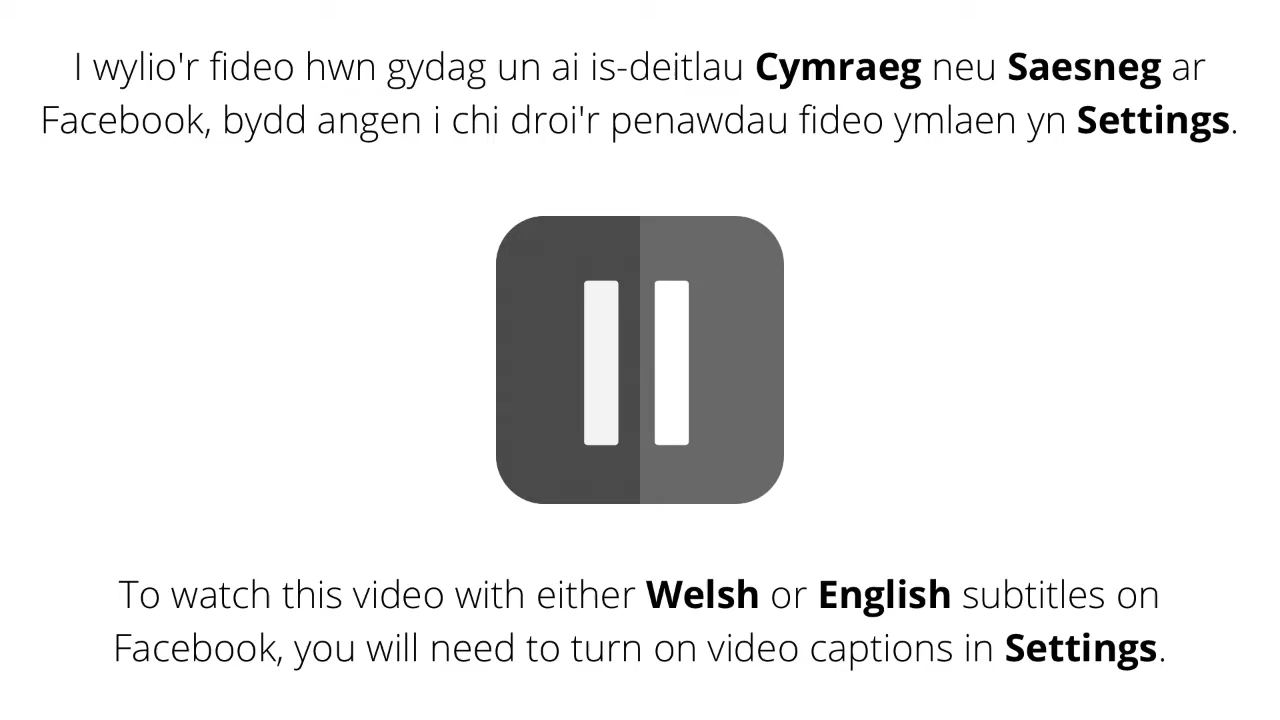 I wylio'r fideo hwn gydag un ai is-deitlau Cymraeg neu Saesneg ar
Facebook, bydd angen i chi droi'r penawdau fideo ymlaen yn Settings.
To watch this video with either Welsh or English subtitles on
Facebook, you will need to turn on video captions in Settings.